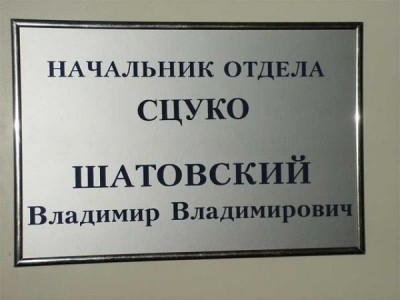 НАЧАЛЬНИК ОТДЕЛА
СЦУКО
ШАТОВСКИЙ
Владимир Владимирович